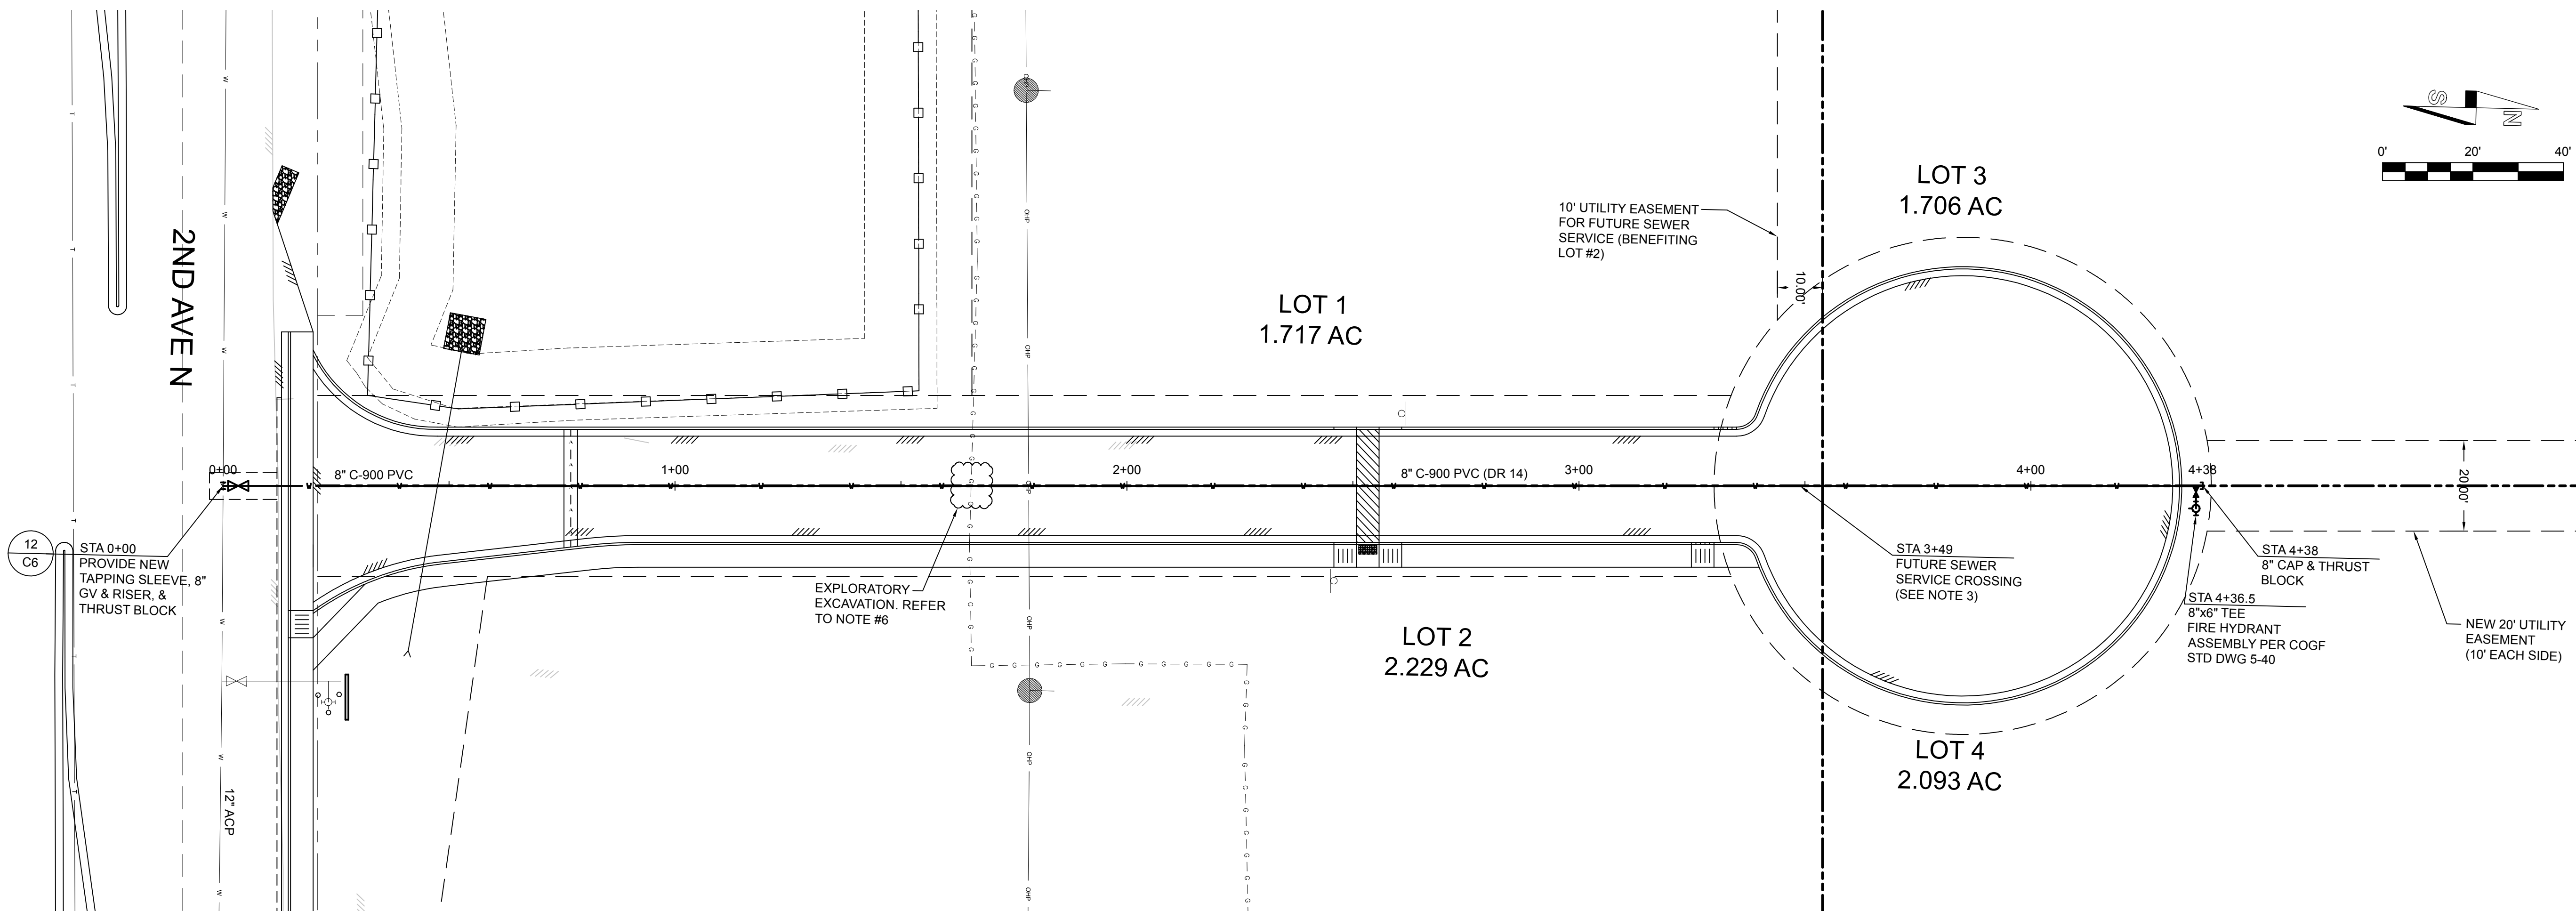 2ND AVE N
12" ACP
12
C6
STA 0+00
PROVIDE NEW
TAPPING SLEEVE, 8"
GV & RISER, &
THRUST BLOCK
0+00
8" C-900 PVC
1+00
2+00
8" C-900 PVC (DR 14)
3+00
4+00
4+38
EXPLORATORY
EXCAVATION. REFER
TO NOTE #6
LOT 1
1.717 AC
LOT 2
2.229 AC
10' UTILITY EASEMENT
FOR FUTURE SEWER
SERVICE (BENEFITING
LOT #2)
10.00'
LOT 3
1.706 AC
LOT 4
2.093 AC
STA 3+49
FUTURE SEWER
SERVICE CROSSING
(SEE NOTE 3)
STA 4+38
8" CAP & THRUST
BLOCK
STA 4+36.5
8"x6" TEE
FIRE HYDRANT
ASSEMBLY PER COGF
STD DWG 5-40
20.00'
NEW 20' UTILITY
EASEMENT
(10' EACH SIDE)
S
N
0' 20' 40'
T
W
G
OHP